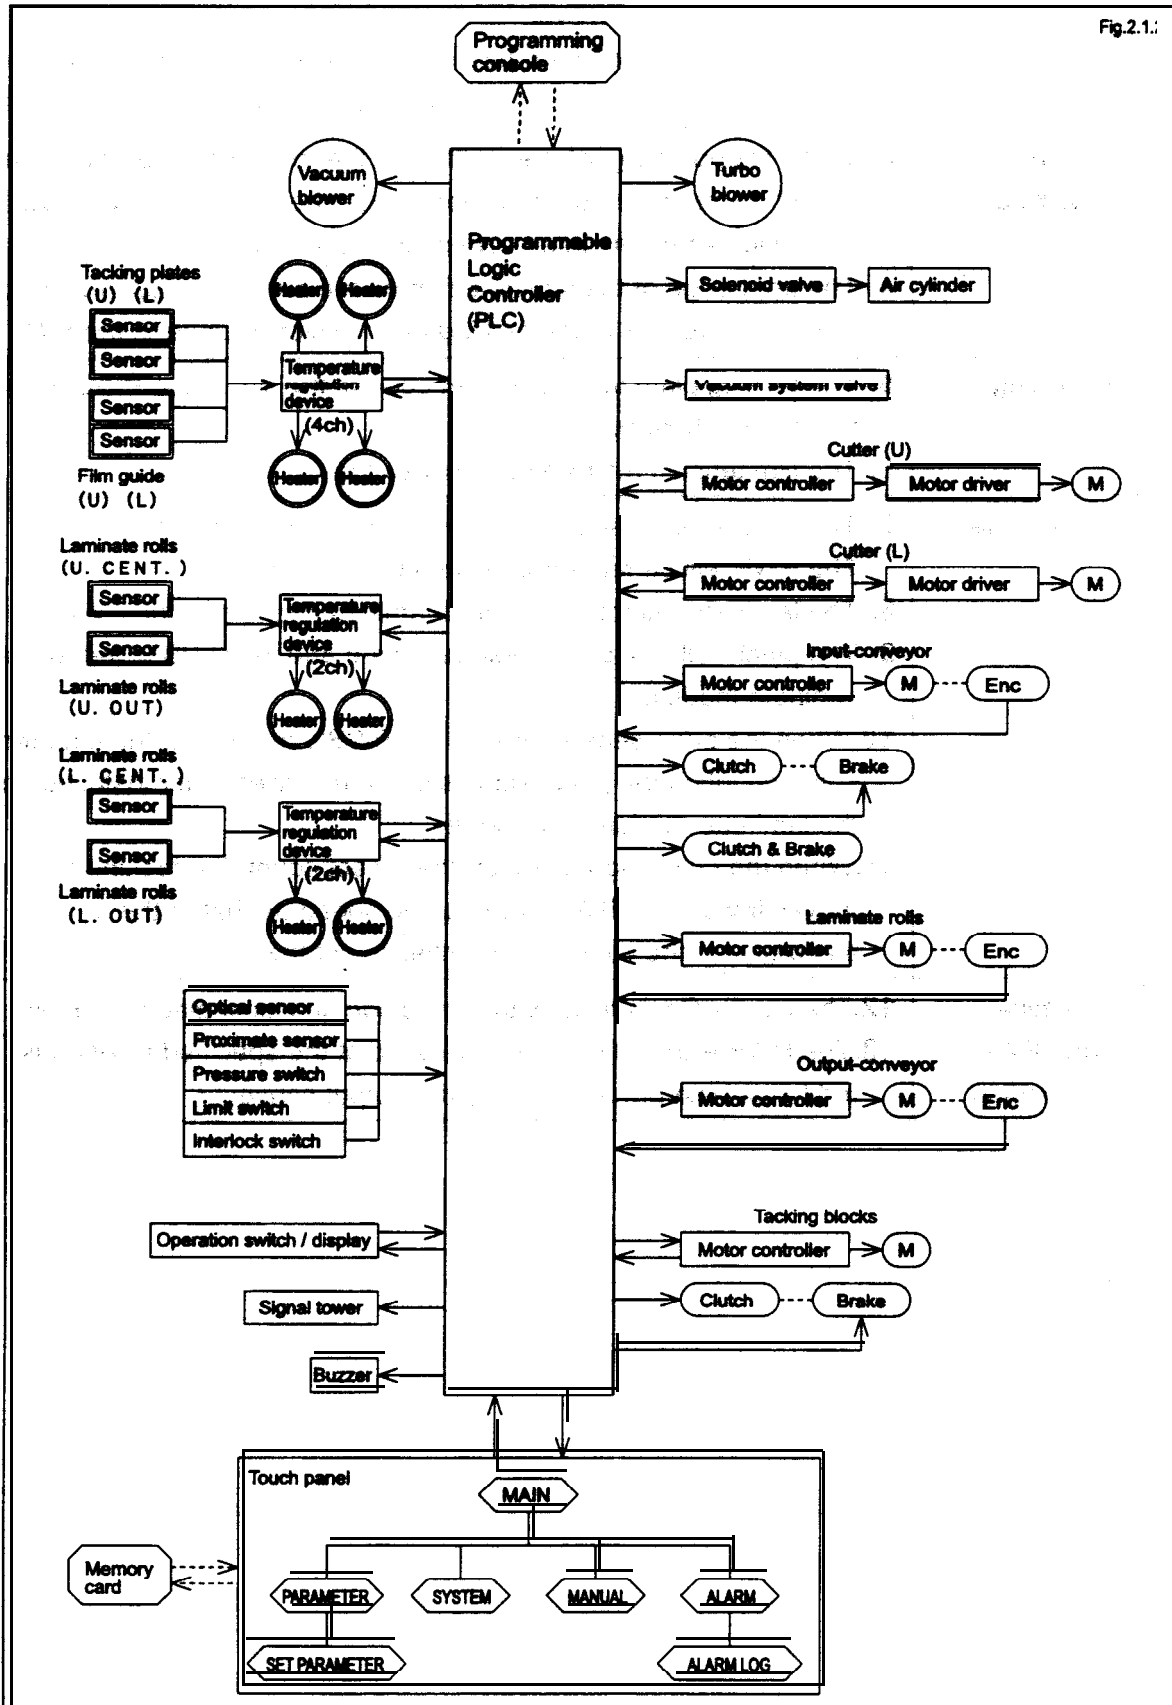 Fig.2.1.
Programming
console
Vacuum
blower
Turbo
blower
Programmable
Logic
Controller
(PLC)
Tacking plates
(U) (L)
Sensor
Sensor
Sensor
Sensor
Film guide
(U) (L)
Heater
Heater
Temperature
regulation
device
(4ch)
Heater
Heater
Solenoid valve
Air cylinder
Vacuum system valve
Cutter (U)
Motor controller
Motor driver
M
Cutter (L)
Motor controller
Motor driver
M
Laminate rolls
(U. CENT.)
Sensor
Sensor
Laminate rolls
(U. OUT)
Temperature
regulation
device
(2ch)
Heater
Heater
Input-conveyor
Motor controller
M
Enc
Clutch
Brake
Clutch & Brake
Laminate rolls
(L. CENT.)
Sensor
Sensor
Laminate rolls
(L. OUT)
Temperature
regulation
device
(2ch)
Heater
Heater
Laminate rolls
Motor controller
M
Enc
Optical sensor
Proximate sensor
Pressure switch
Limit switch
Interlock switch
Output-conveyor
Motor controller
M
Enc
Operation switch / display
Signal tower
Buzzer
Tacking blocks
Motor controller
M
Clutch
Brake
Touch panel
MAIN
PARAMETER
SYSTEM
MANUAL
ALARM
SET PARAMETER
ALARM LOG
Memory
card